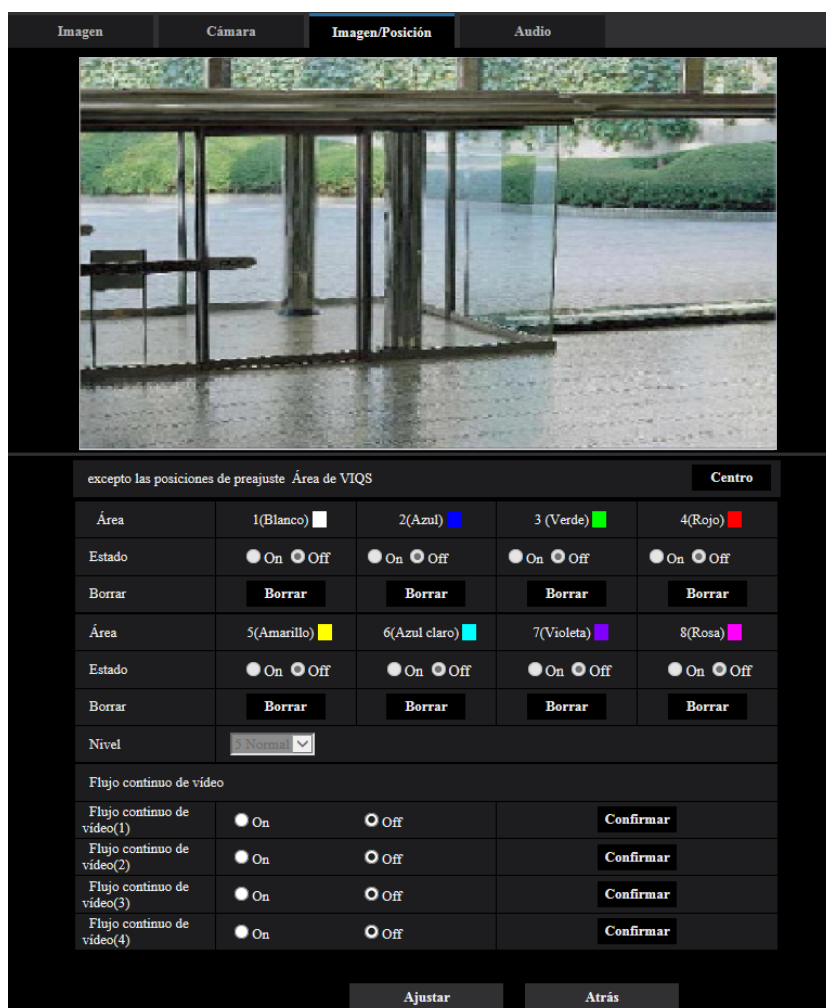 Imagen Cámara Imagen/Posición Audio
excepto las posiciones de preajuste Área de VIQS Centro
Área 1(Blanco) 2(Azul) 3 (Verde) 4(Rojo)
Estado On Off On Off On Off On Off
Borrar Borrar Borrar Borrar Borrar
Área 5(Amarillo) 6(Azul claro) 7(Violeta) 8(Rosa)
Estado On Off On Off On Off On Off
Borrar Borrar Borrar Borrar Borrar
Nivel 5 Normal
Flujo continuo de vídeo
Flujo continuo de
vídeo(1) On Off Confirmar
Flujo continuo de
vídeo(2) On Off Confirmar
Flujo continuo de
vídeo(3) On Off Confirmar
Flujo continuo de
vídeo(4) On Off Confirmar
Ajustar Atrás